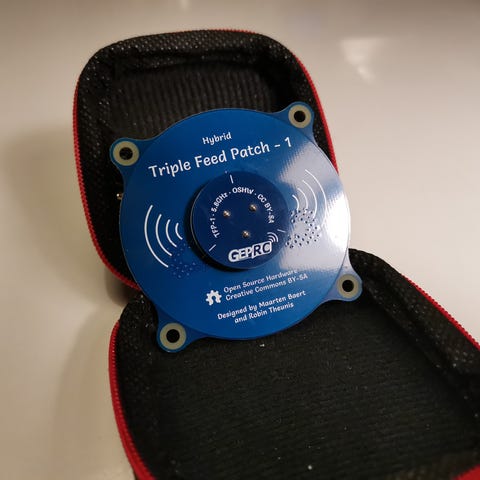 Hybrid
Triple Feed Patch - 1
TFP-1 · 5.8GHz · OSHW · CC BY-SA
GEPRC
Open Source Hardware
Creative Commons BY-SA
Designed by Maarten Baert
and Robin Theunis